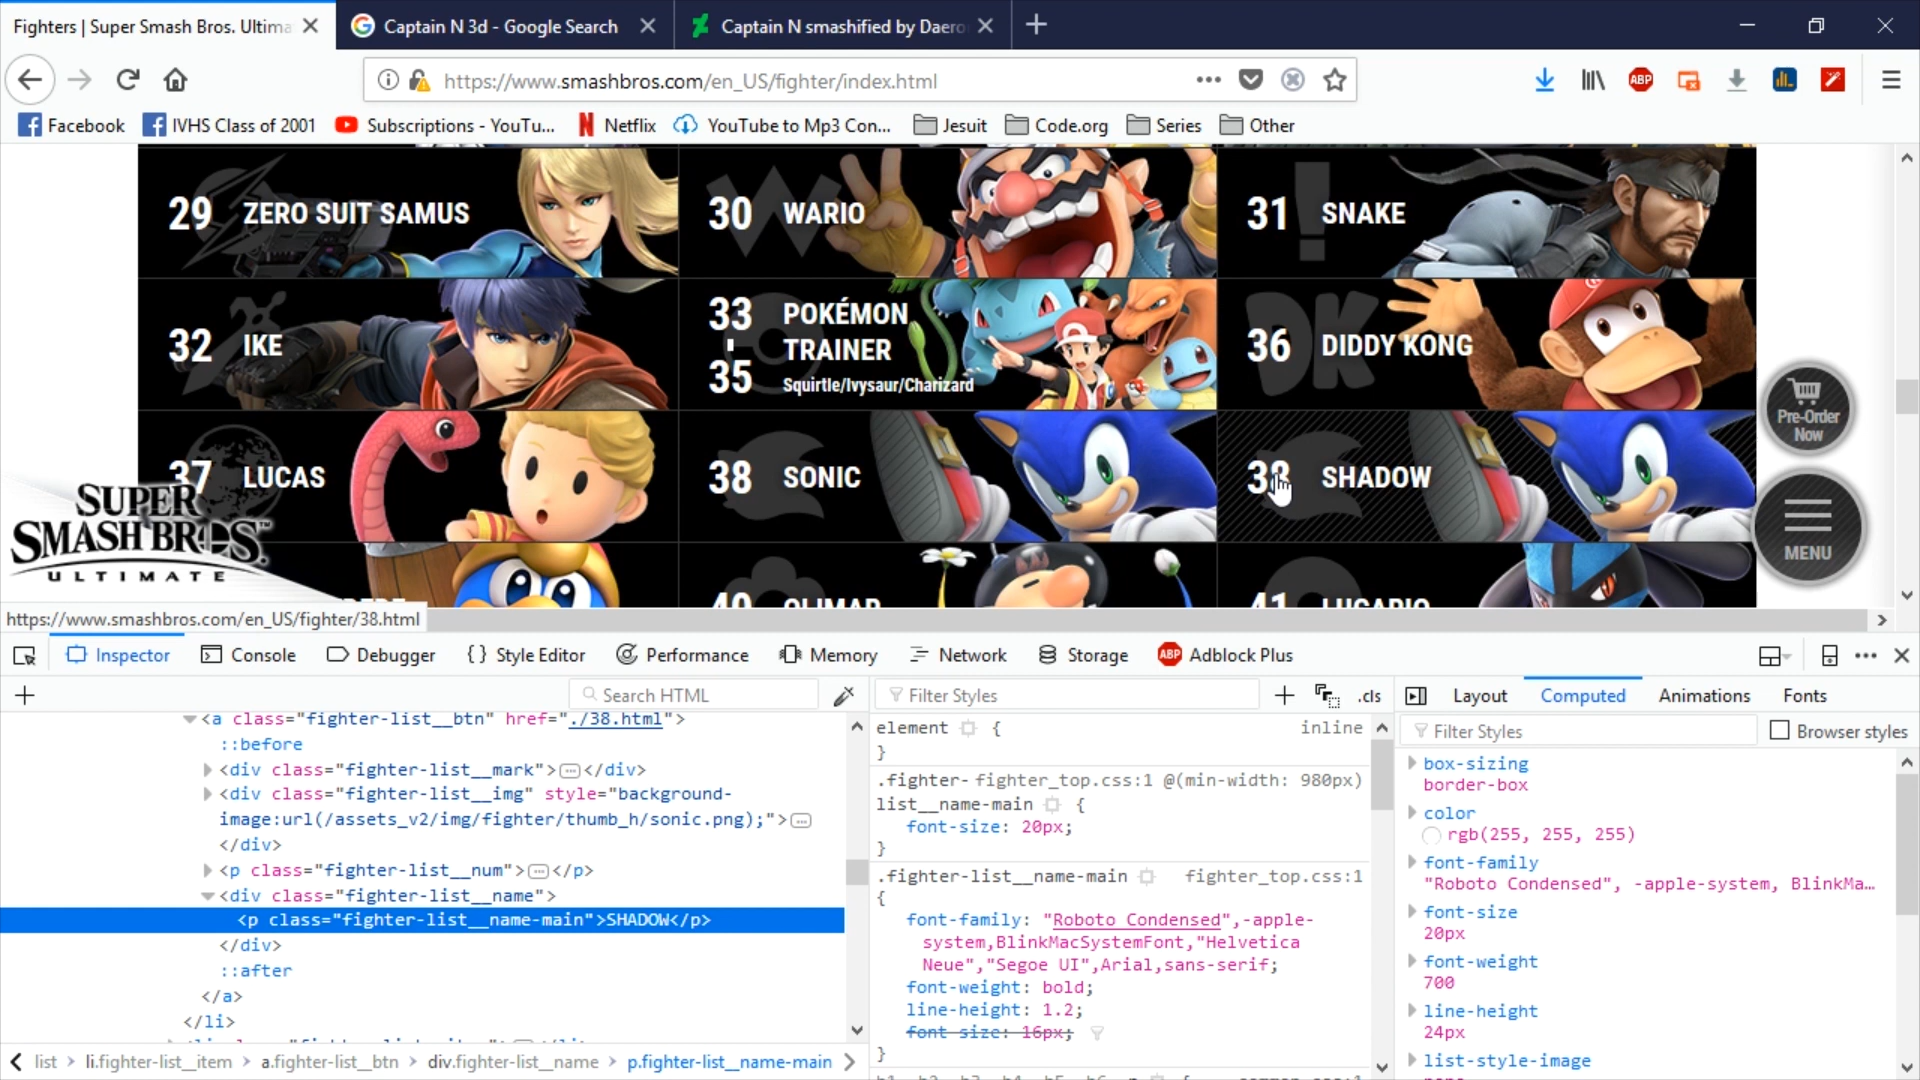 Fighters | Super Smash Bros. Ultima
Captain N 3d - Google Search
Captain N smashified by Daero
https://www.smashbros.com/en_US/fighter/index.html
ABP
Facebook
IVHS Class of 2001
Subscriptions - YouTu...
Netflix
YouTube to Mp3 Con...
Jesuit
Code.org
Series
Other
29 ZERO SUIT SAMUS
30 WARIO
31 SNAKE
32 IKE
33
35
POKÉMON
TRAINER
Squirtle/Ivysaur/Charizard
DK
36 DIDDY KONG
Pre-Order
Now
37 LUCAS
38 SONIC
38 SHADOW
SUPER
SMASH BROS.™
ULTIMATE
MENU
40 OLIMAR
41 LUCARIO
https://www.smashbros.com/en_US/fighter/38.html
Inspector
Console
Debugger
{ } Style Editor
Performance
Memory
Network
Storage
ABP Adblock Plus
+
Search HTML
Filter Styles
+
.cls
Layout
Computed
Animations
Fonts
<a class="fighter-list__btn" href="./38.html">
::before
<div class="fighter-list__mark"></div>
<div class="fighter-list__img" style="background-
image:url(/assets_v2/img/fighter/thumb_h/sonic.png);">
</div>
<p class="fighter-list__num"></p>
<div class="fighter-list__name">
<p class="fighter-list__name-main">SHADOW</p>
</div>
::after
</a>
</li>
element { inline
}
.fighter- fighter_top.css:1 @(min-width: 980px)
list__name-main {
font-size: 20px;
}
.fighter-list__name-main fighter_top.css:1
{
font-family: "Roboto Condensed",-apple-
system,BlinkMacSystemFont,"Helvetica
Neue","Segoe UI",Arial,sans-serif;
font-weight: bold;
line-height: 1.2;
font-size: 16px;
}
Filter Styles
Browser styles
box-sizing
border-box
color
rgb(255, 255, 255)
font-family
"Roboto Condensed", -apple-system, BlinkMa...
font-size
20px
font-weight
700
line-height
24px
list-style-image
list
li.fighter-list__item
a.fighter-list__btn
div.fighter-list__name
p.fighter-list__name-main